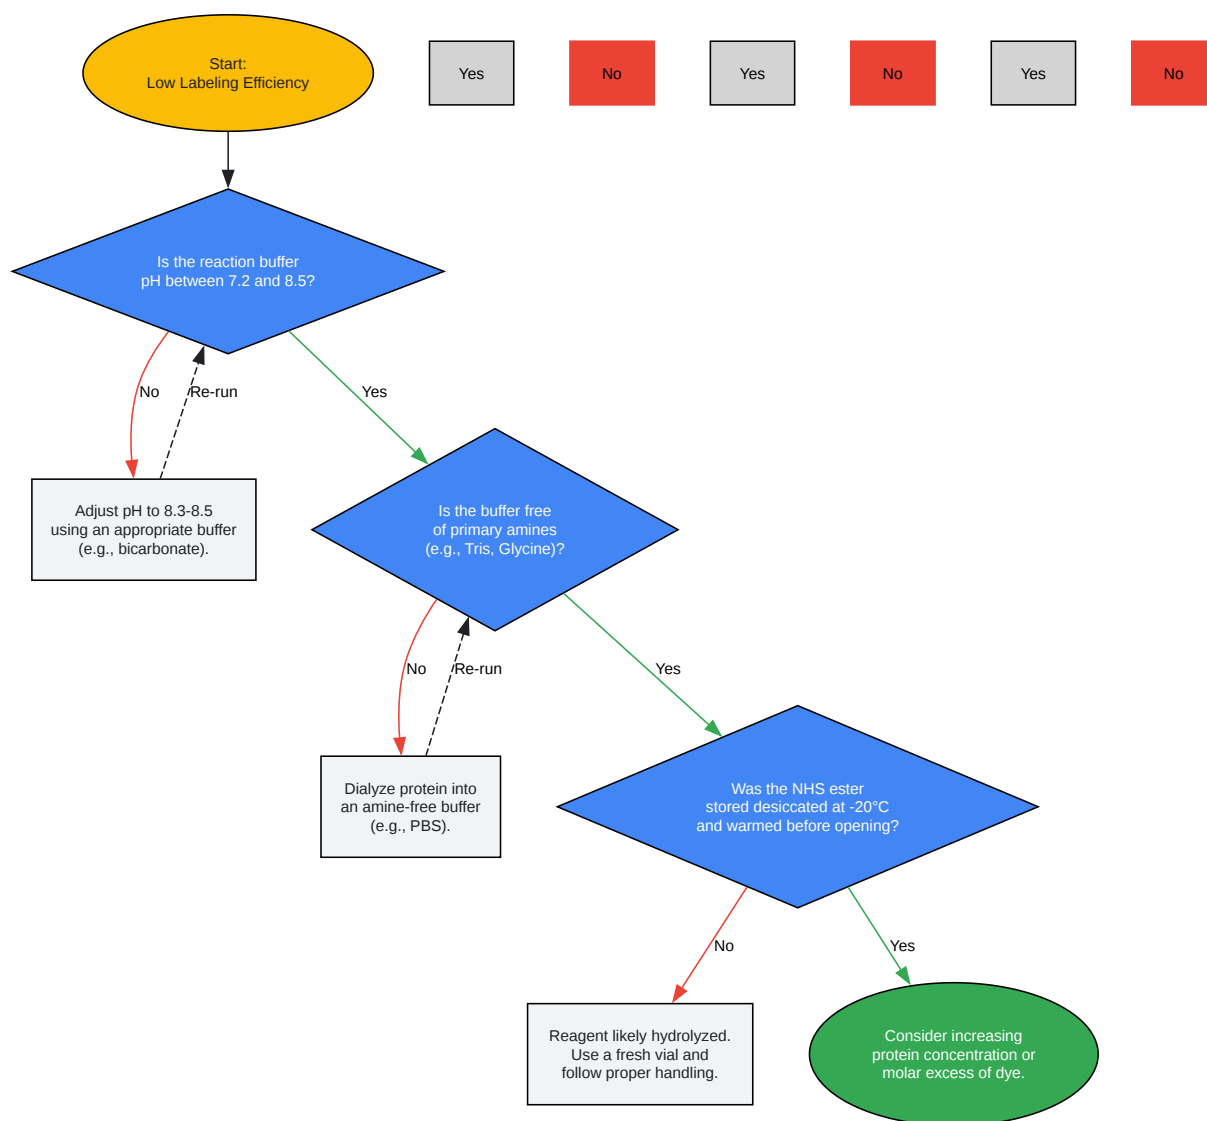 Start:
Low Labeling Efficiency
Yes
No
Yes
No
Yes
No
Is the reaction buffer
pH between 7.2 and 8.5?
No
Re-run
Yes
Adjust pH to 8.3-8.5
using an appropriate buffer
(e.g., bicarbonate).
Is the buffer free
of primary amines
(e.g., Tris, Glycine)?
No
Re-run
Yes
Dialyze protein into
an amine-free buffer
(e.g., PBS).
Was the NHS ester
stored desiccated at -20°C
and warmed before opening?
No
Yes
Reagent likely hydrolyzed.
Use a fresh vial and
follow proper handling.
Consider increasing
protein concentration or
molar excess of dye.